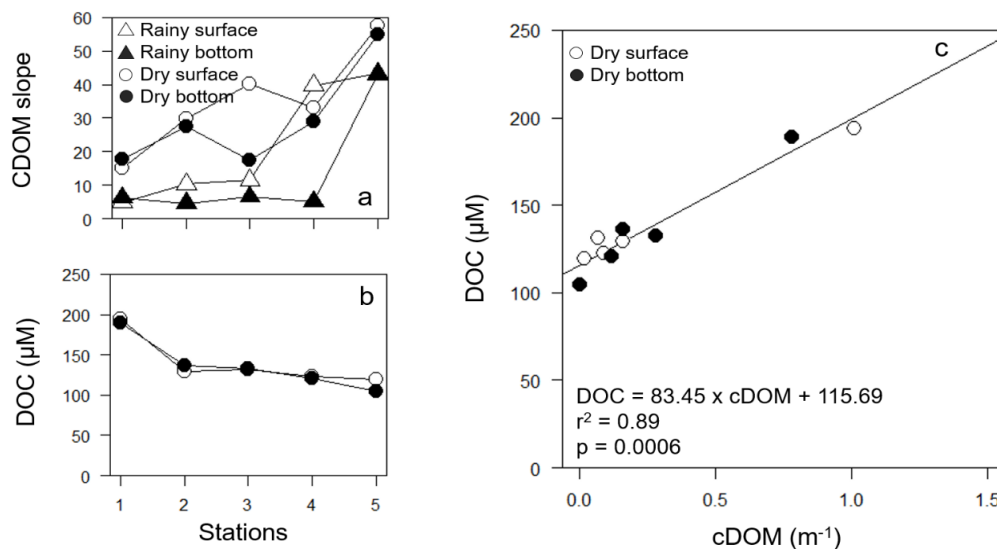 CDOM slope
60
50
40
30
20
10
0
Rainy surface
Rainy bottom
Dry surface
Dry bottom
a
DOC (µM)
250
200
150
100
50
0
b
1 2 3 4 5
Stations
DOC (µM)
250
200
150
100
50
0
Dry surface
Dry bottom
c
DOC = 83.45 x cDOM + 115.69
r² = 0.89
p = 0.0006
0.0 0.5 1.0 1.5
cDOM (m⁻¹)